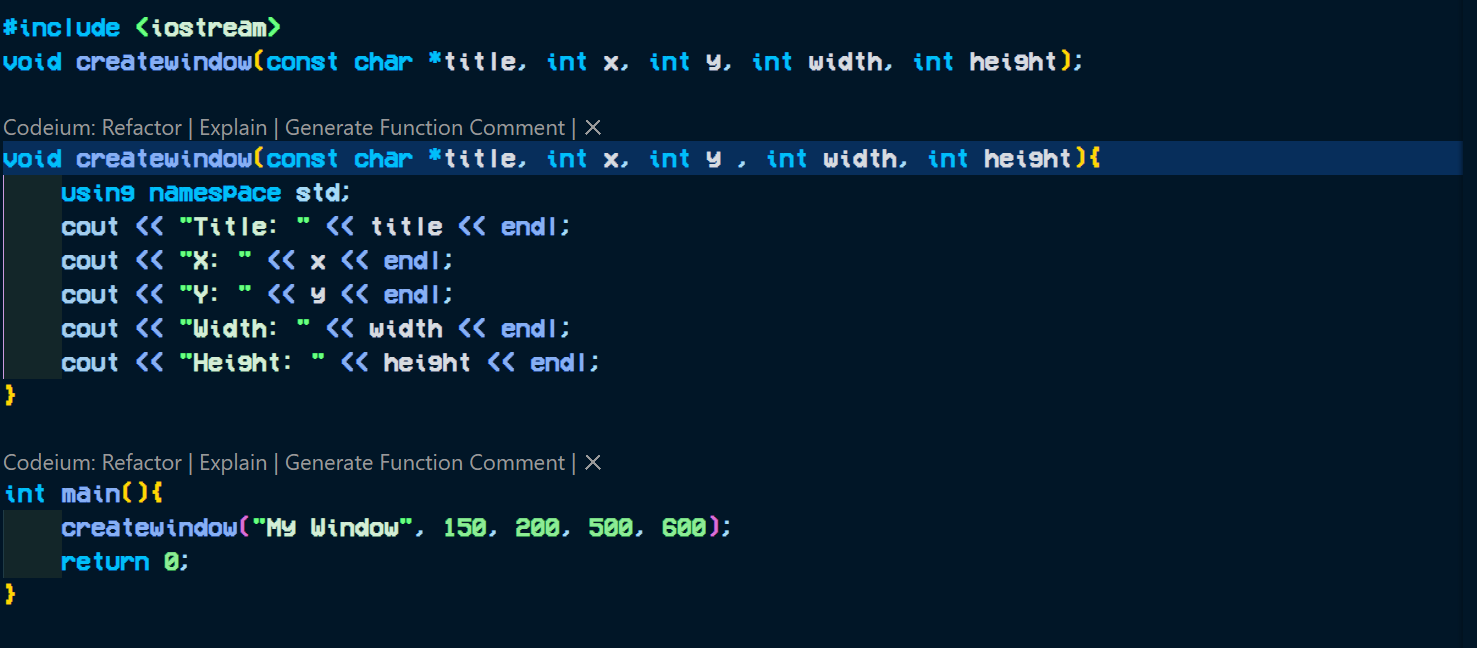 #include <iostream>
void createwindow(const char *title, int x, int y, int width, int height);
Codeium: Refactor | Explain | Generate Function Comment | ✕
void createwindow(const char *title, int x, int y , int width, int height){
    using namespace std;
    cout << "Title: " << title << endl;
    cout << "X: " << x << endl;
    cout << "Y: " << y << endl;
    cout << "Width: " << width << endl;
    cout << "Height: " << height << endl;
}
Codeium: Refactor | Explain | Generate Function Comment | ✕
int main(){
    createwindow("My Window", 150, 200, 500, 600);
    return 0;
}